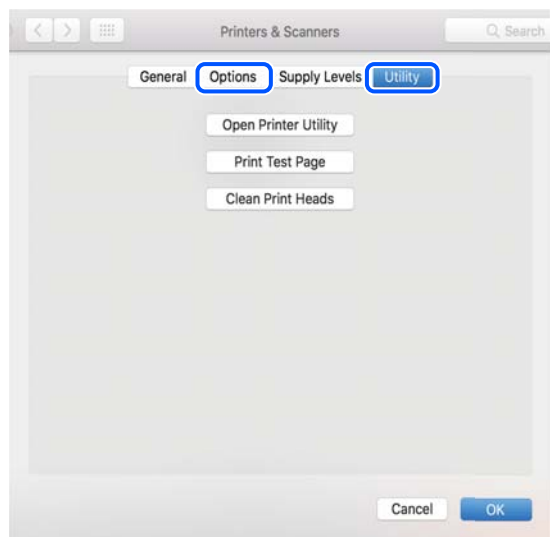 Printers & Scanners
Search
General Options Supply Levels Utility
Open Printer Utility
Print Test Page
Clean Print Heads
Cancel OK